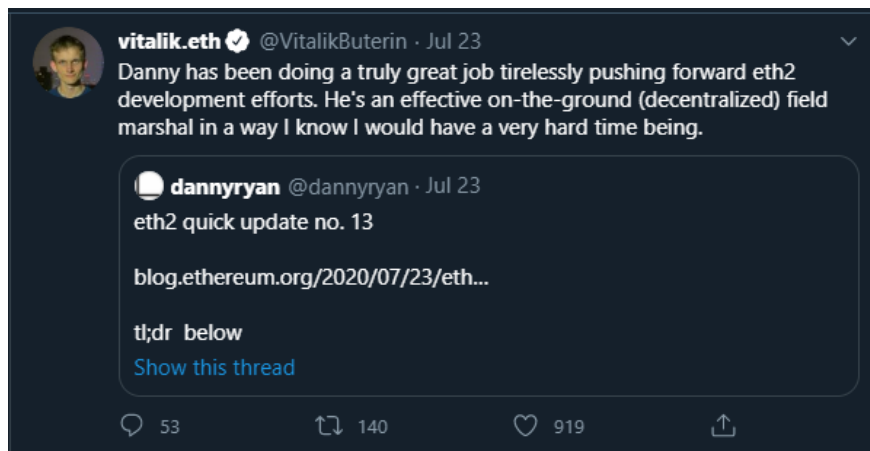 vitalik.eth @VitalikButerin · Jul 23
Danny has been doing a truly great job tirelessly pushing forward eth2
development efforts. He's an effective on-the-ground (decentralized) field
marshal in a way I know I would have a very hard time being.
dannyryan @dannyryan · Jul 23
eth2 quick update no. 13
blog.ethereum.org/2020/07/23/eth...
tl;dr below
Show this thread
53 140 919